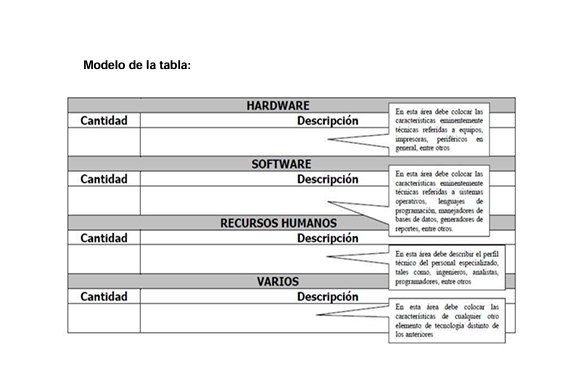 Modelo de la tabla:
HARDWARE
Cantidad Descripción
En esta área debe colocar las
características eminentemente
técnicas referidas a equipos,
impresoras, periféricos en
general, entre otros
SOFTWARE
Cantidad Descripción
En esta área debe colocar las
características eminentemente
técnicas referidas a sistemas
operativos, lenguajes de
programación, manejadores de
bases de datos, generadores de
reportes, entre otros.
RECURSOS HUMANOS
Cantidad Descripción
En esta área debe describir el perfil
técnico del personal especializado,
tales como, ingenieros, analistas,
programadores, entre otros
VARIOS
Cantidad Descripción
En esta área debe colocar las
características de cualquier otro
elemento de tecnología distinto de
los anteriores